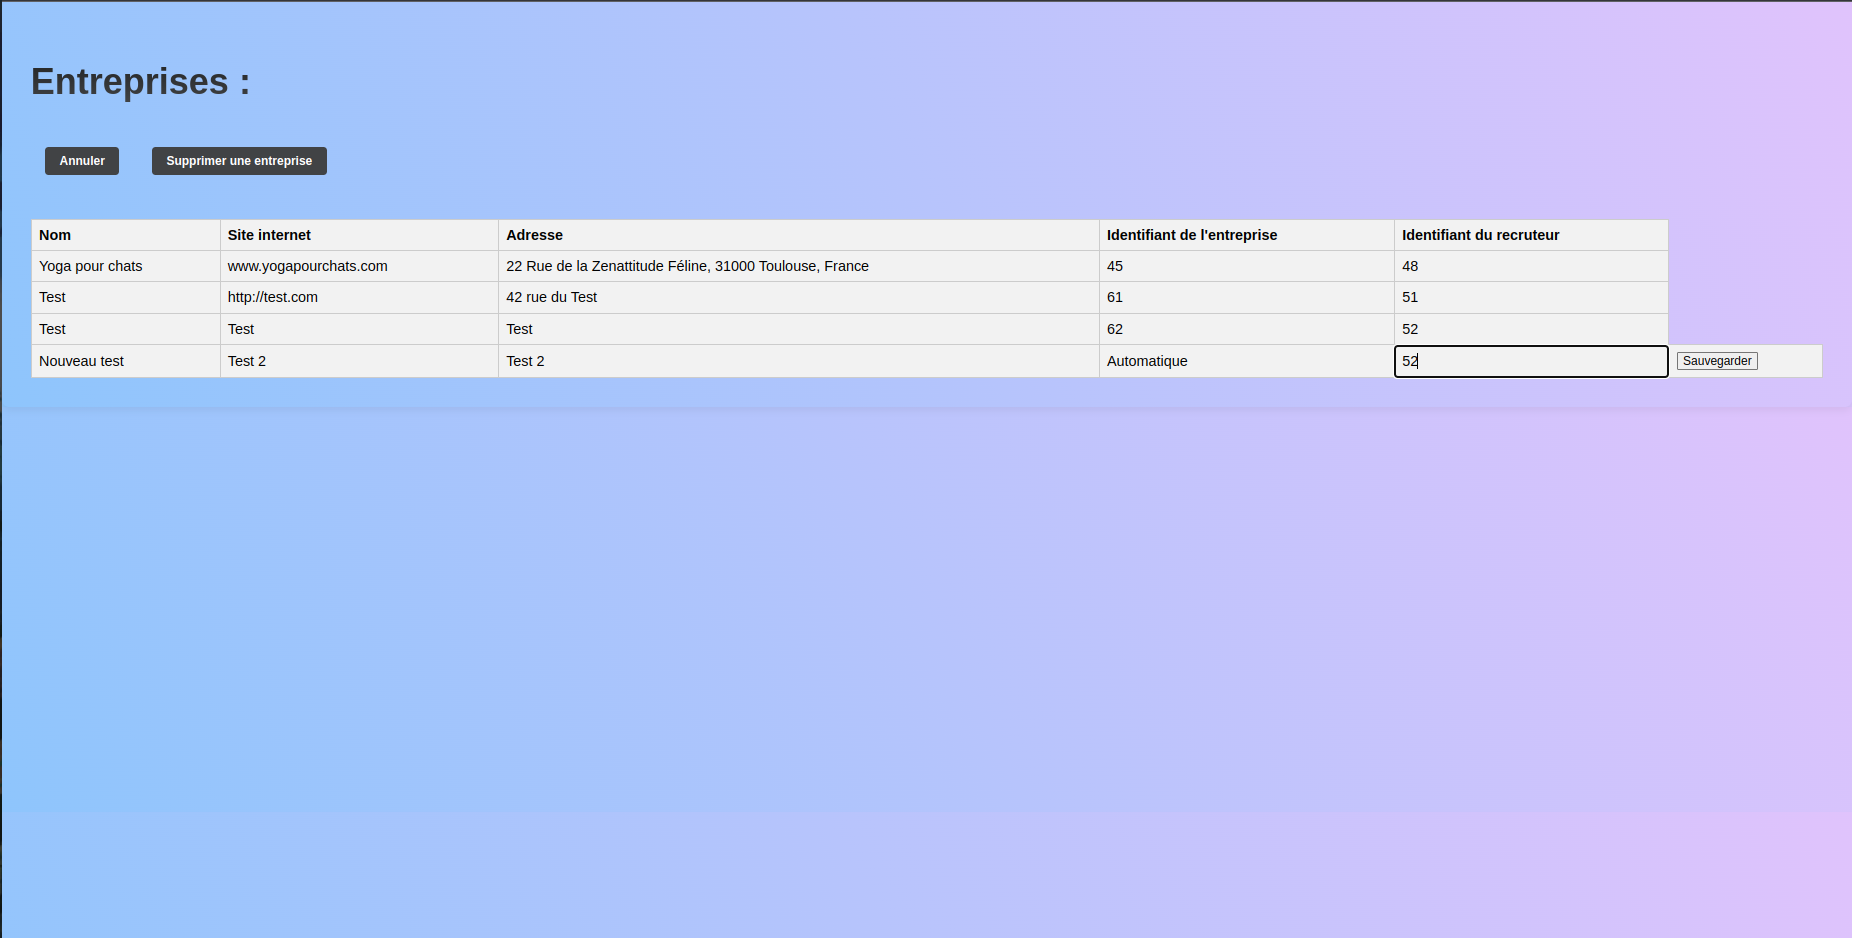 Entreprises :
Annuler Supprimer une entreprise
Nom Site internet Adresse Identifiant de l'entreprise Identifiant du recruteur
Yoga pour chats www.yogapourchats.com 22 Rue de la Zenattitude Féline, 31000 Toulouse, France 45 48
Test http://test.com 42 rue du Test 61 51
Test Test Test 62 52
Nouveau test Test 2 Test 2 Automatique 52 Sauvegarder